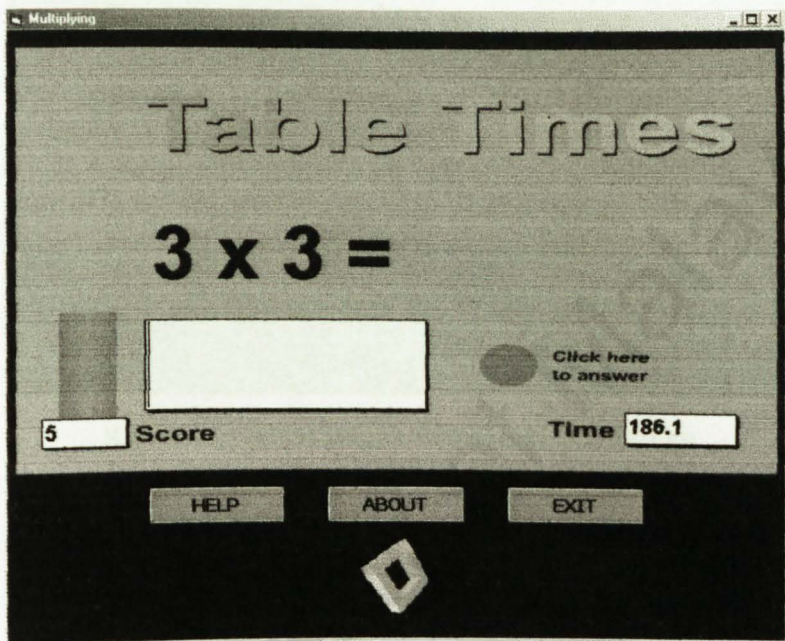 Multiplying
Table Times
3 x 3 =
Click here
to answer
5 Score
Time 186.1
HELP ABOUT EXIT